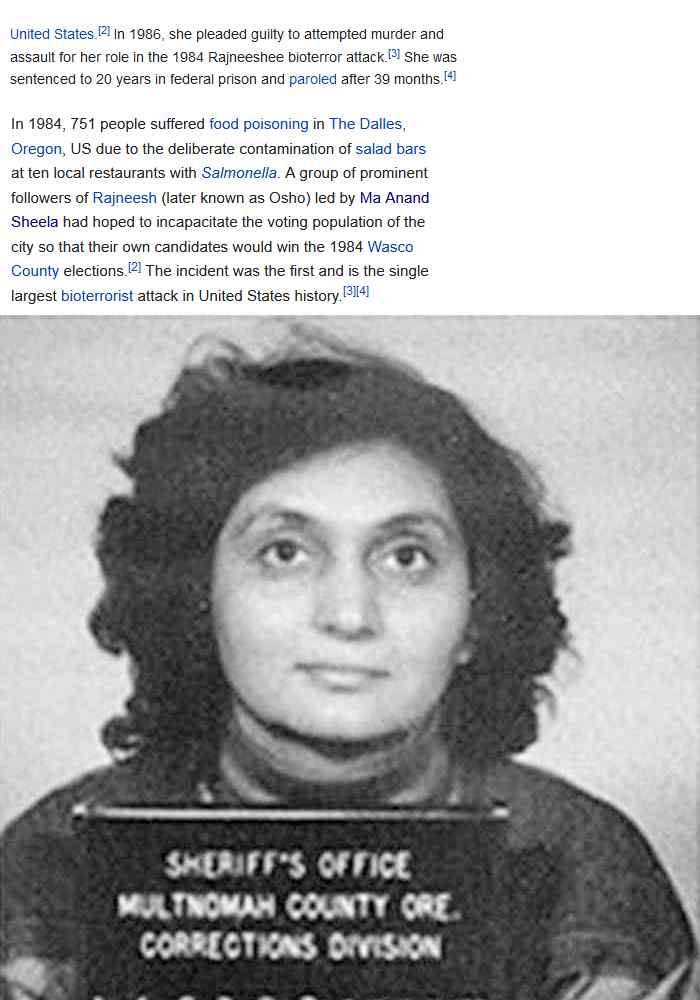 United States.[2] In 1986, she pleaded guilty to attempted murder and
assault for her role in the 1984 Rajneeshee bioterror attack.[3] She was
sentenced to 20 years in federal prison and paroled after 39 months.[4]
In 1984, 751 people suffered food poisoning in The Dalles,
Oregon, US due to the deliberate contamination of salad bars
at ten local restaurants with Salmonella. A group of prominent
followers of Rajneesh (later known as Osho) led by Ma Anand
Sheela had hoped to incapacitate the voting population of the
city so that their own candidates would win the 1984 Wasco
County elections.[2] The incident was the first and is the single
largest bioterrorist attack in United States history.[3][4]
SHERIFF'S OFFICE
MULTNOMAH COUNTY ORE.
CORRECTIONS DIVISION